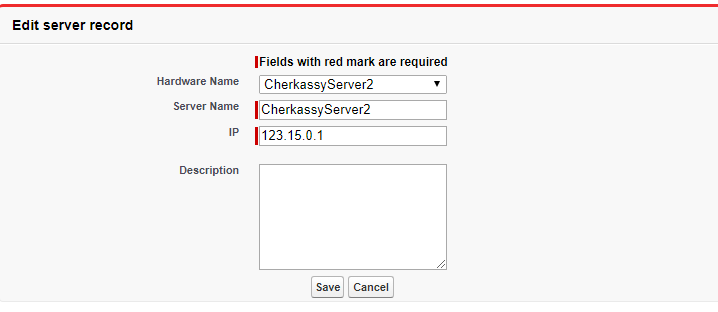 Edit server record
Fields with red mark are required
Hardware Name CherkassyServer2
Server Name CherkassyServer2
IP 123.15.0.1
Description
Save Cancel